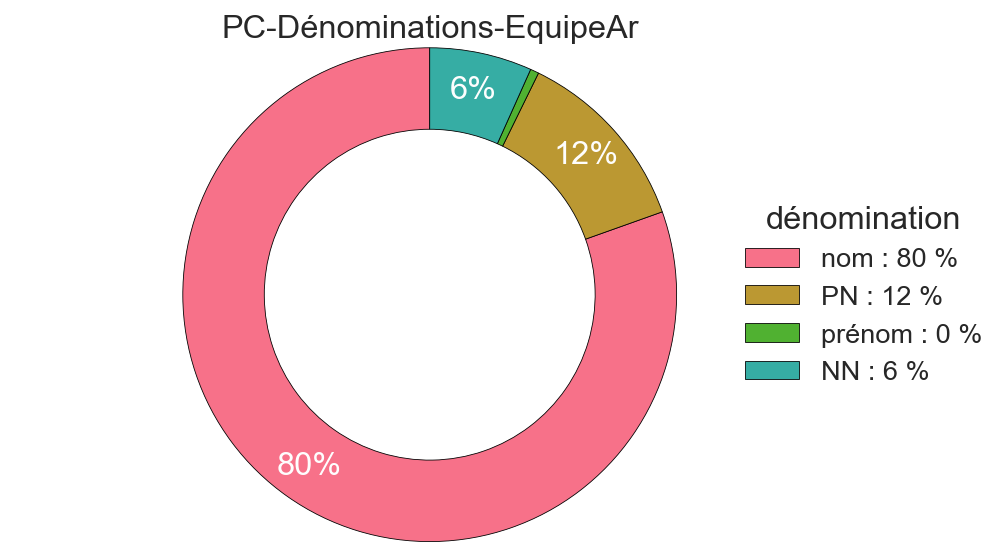 PC-Dénominations-EquipeAr
6%
12%
80%
dénomination
nom : 80 %
PN : 12 %
prénom : 0 %
NN : 6 %